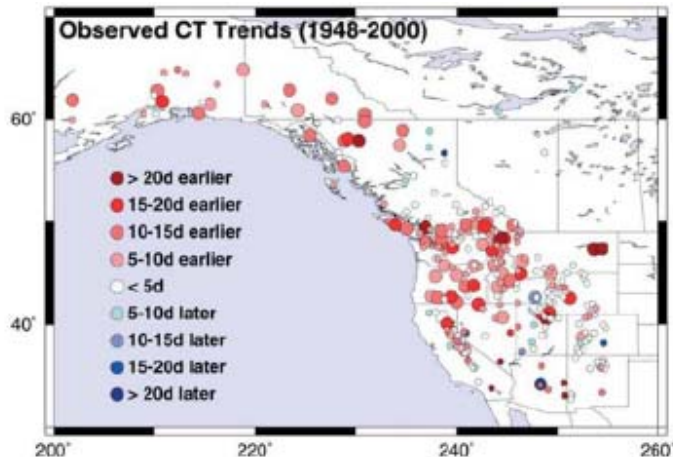 Observed CT Trends (1948-2000)
60°
> 20d earlier
15-20d earlier
10-15d earlier
5-10d earlier
< 5d
5-10d later
10-15d later
15-20d later
> 20d later
40°
200° 220° 240° 260°